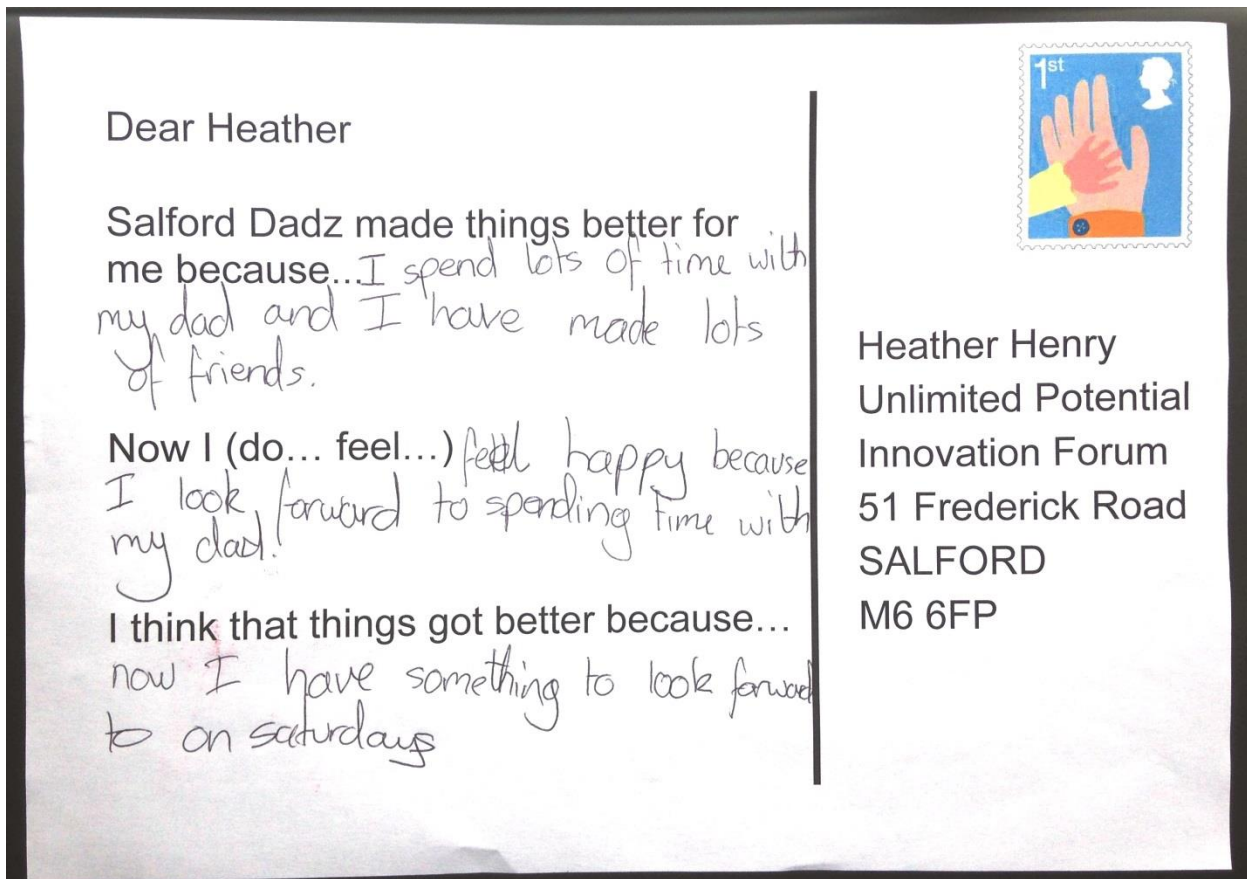 Dear Heather
Salford Dadz made things better for
me because...I spend lots of time with
my dad and I have made lots
of friends.
Now I (do... feel...) feel happy because
I look forward to spending time with
my dad.
I think that things got better because...
now I have something to look forward
to on saturdays
1st
Heather Henry
Unlimited Potential
Innovation Forum
51 Frederick Road
SALFORD
M6 6FP